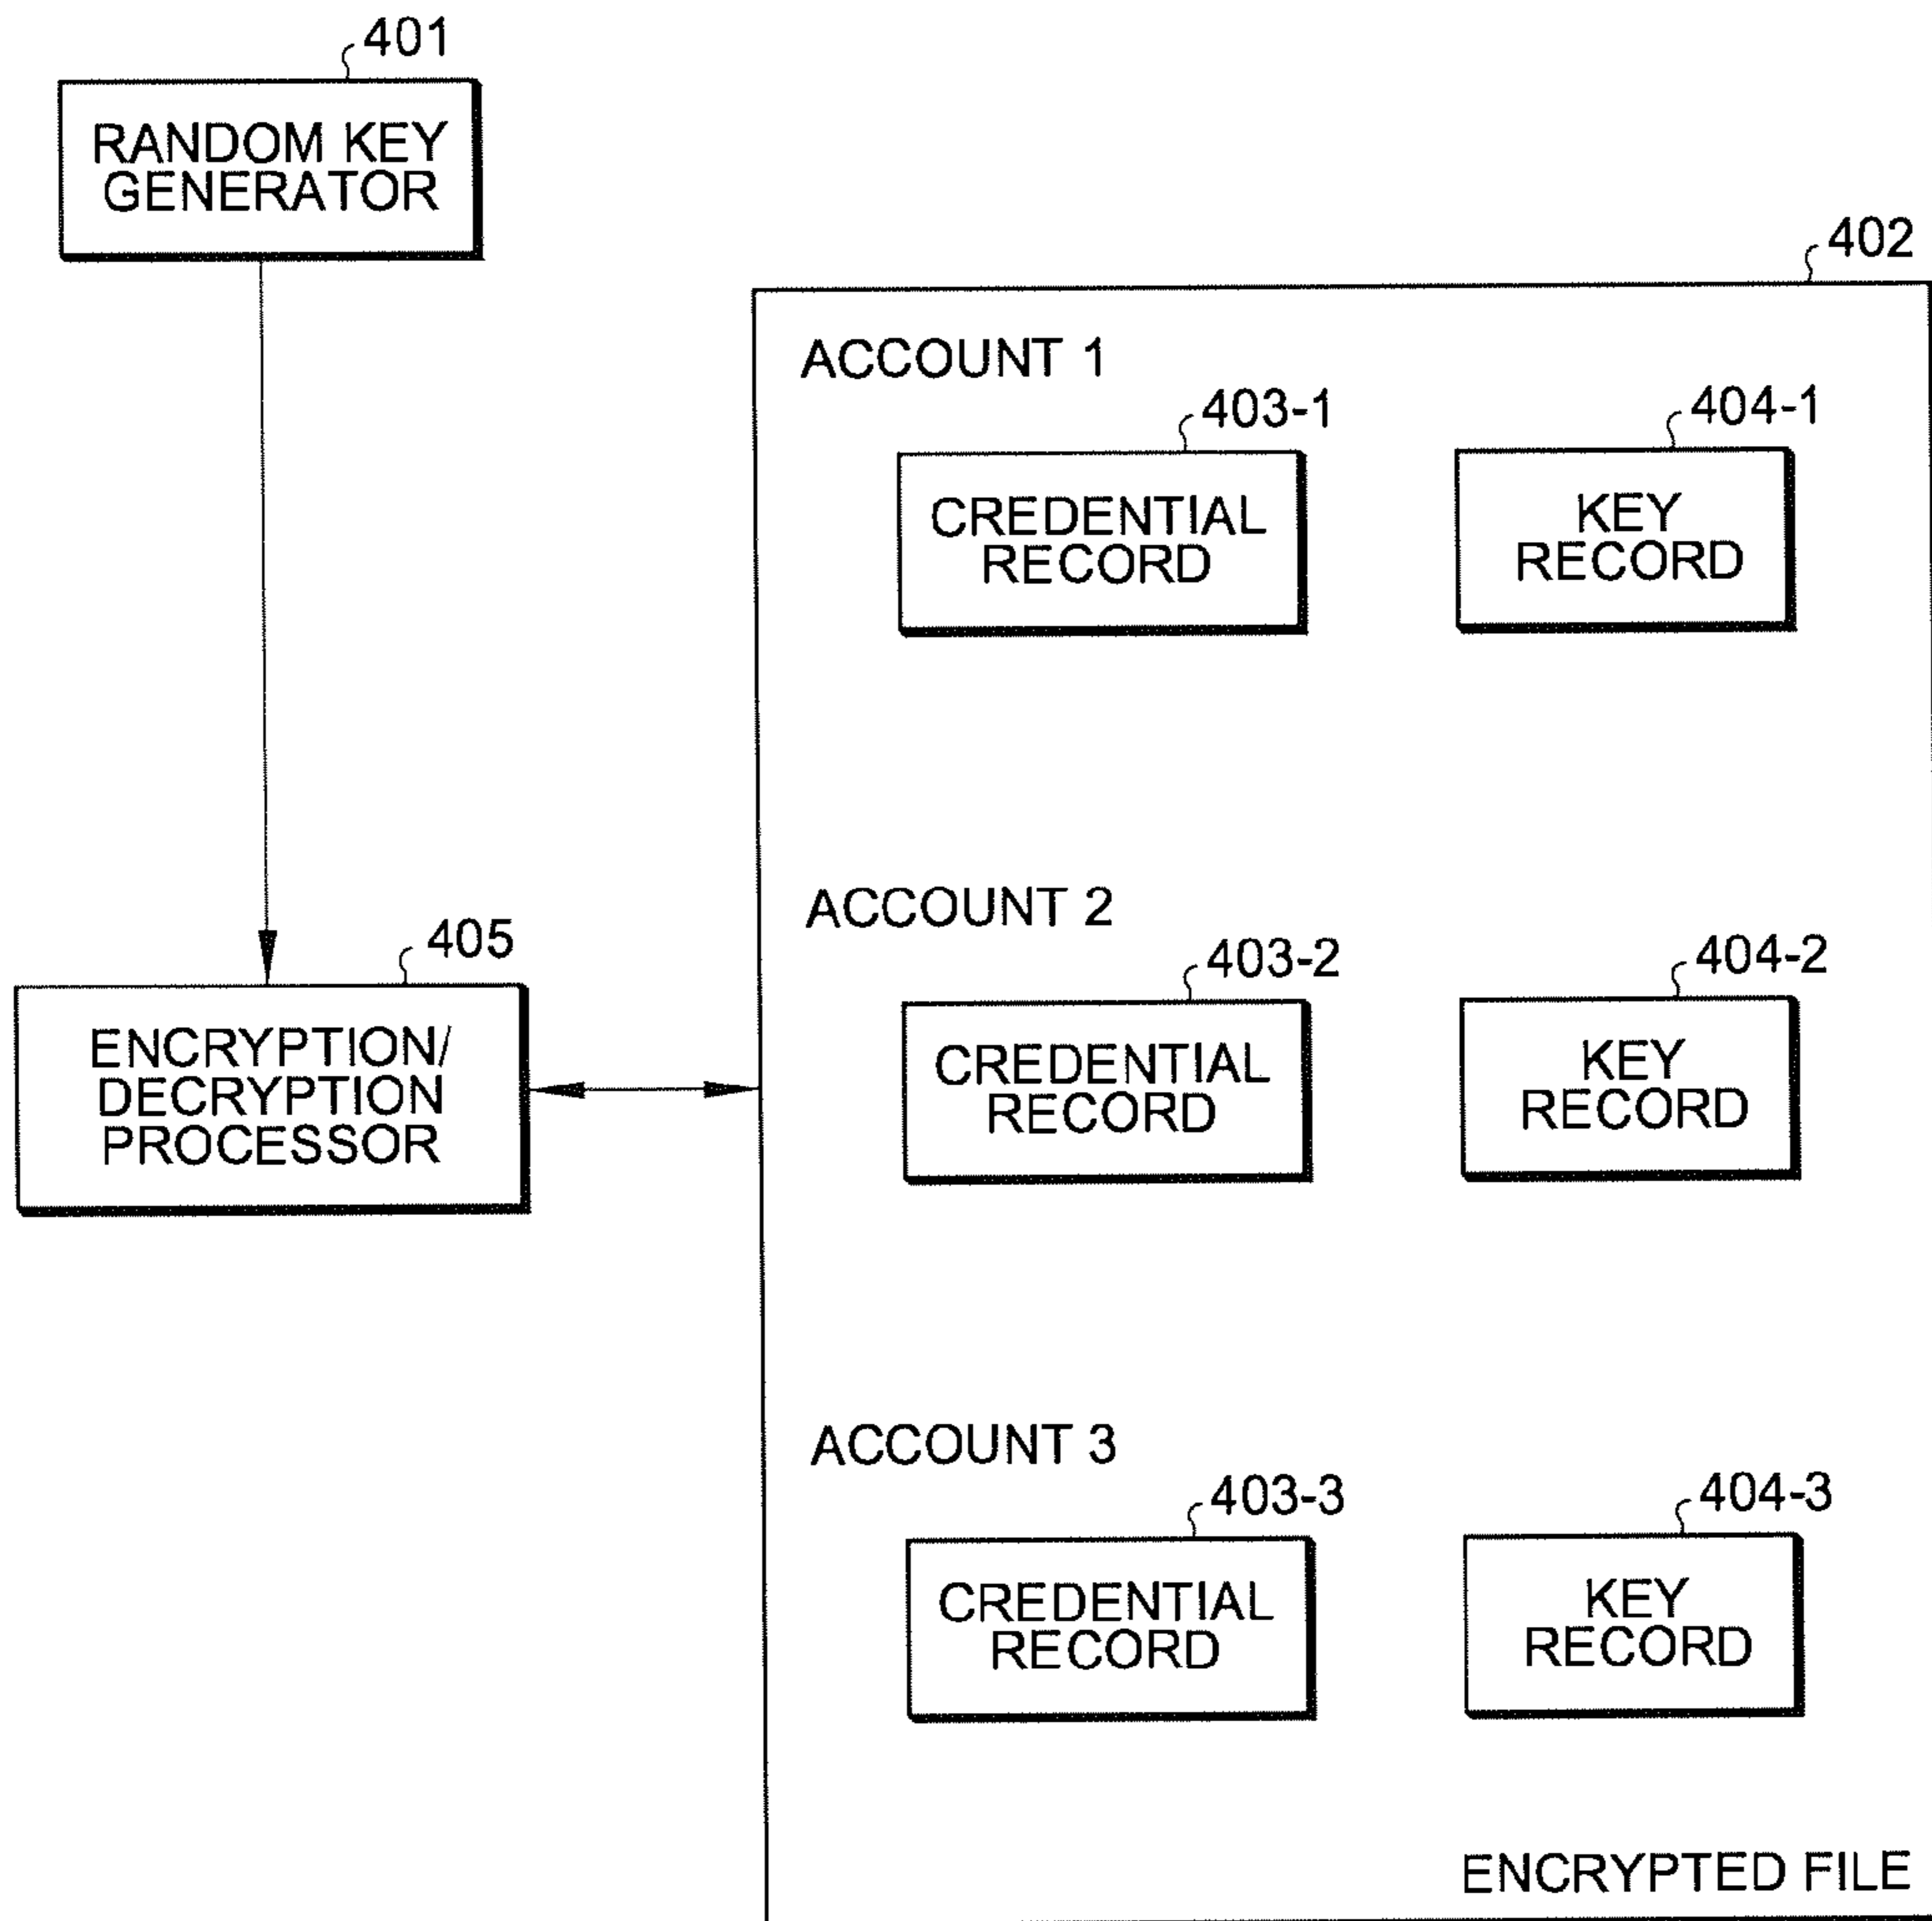 401
RANDOM KEY
GENERATOR
402
ACCOUNT 1
403-1
404-1
CREDENTIAL
RECORD
KEY
RECORD
ACCOUNT 2
405
403-2
404-2
ENCRYPTION/
DECRYPTION
PROCESSOR
CREDENTIAL
RECORD
KEY
RECORD
ACCOUNT 3
403-3
404-3
CREDENTIAL
RECORD
KEY
RECORD
ENCRYPTED FILE